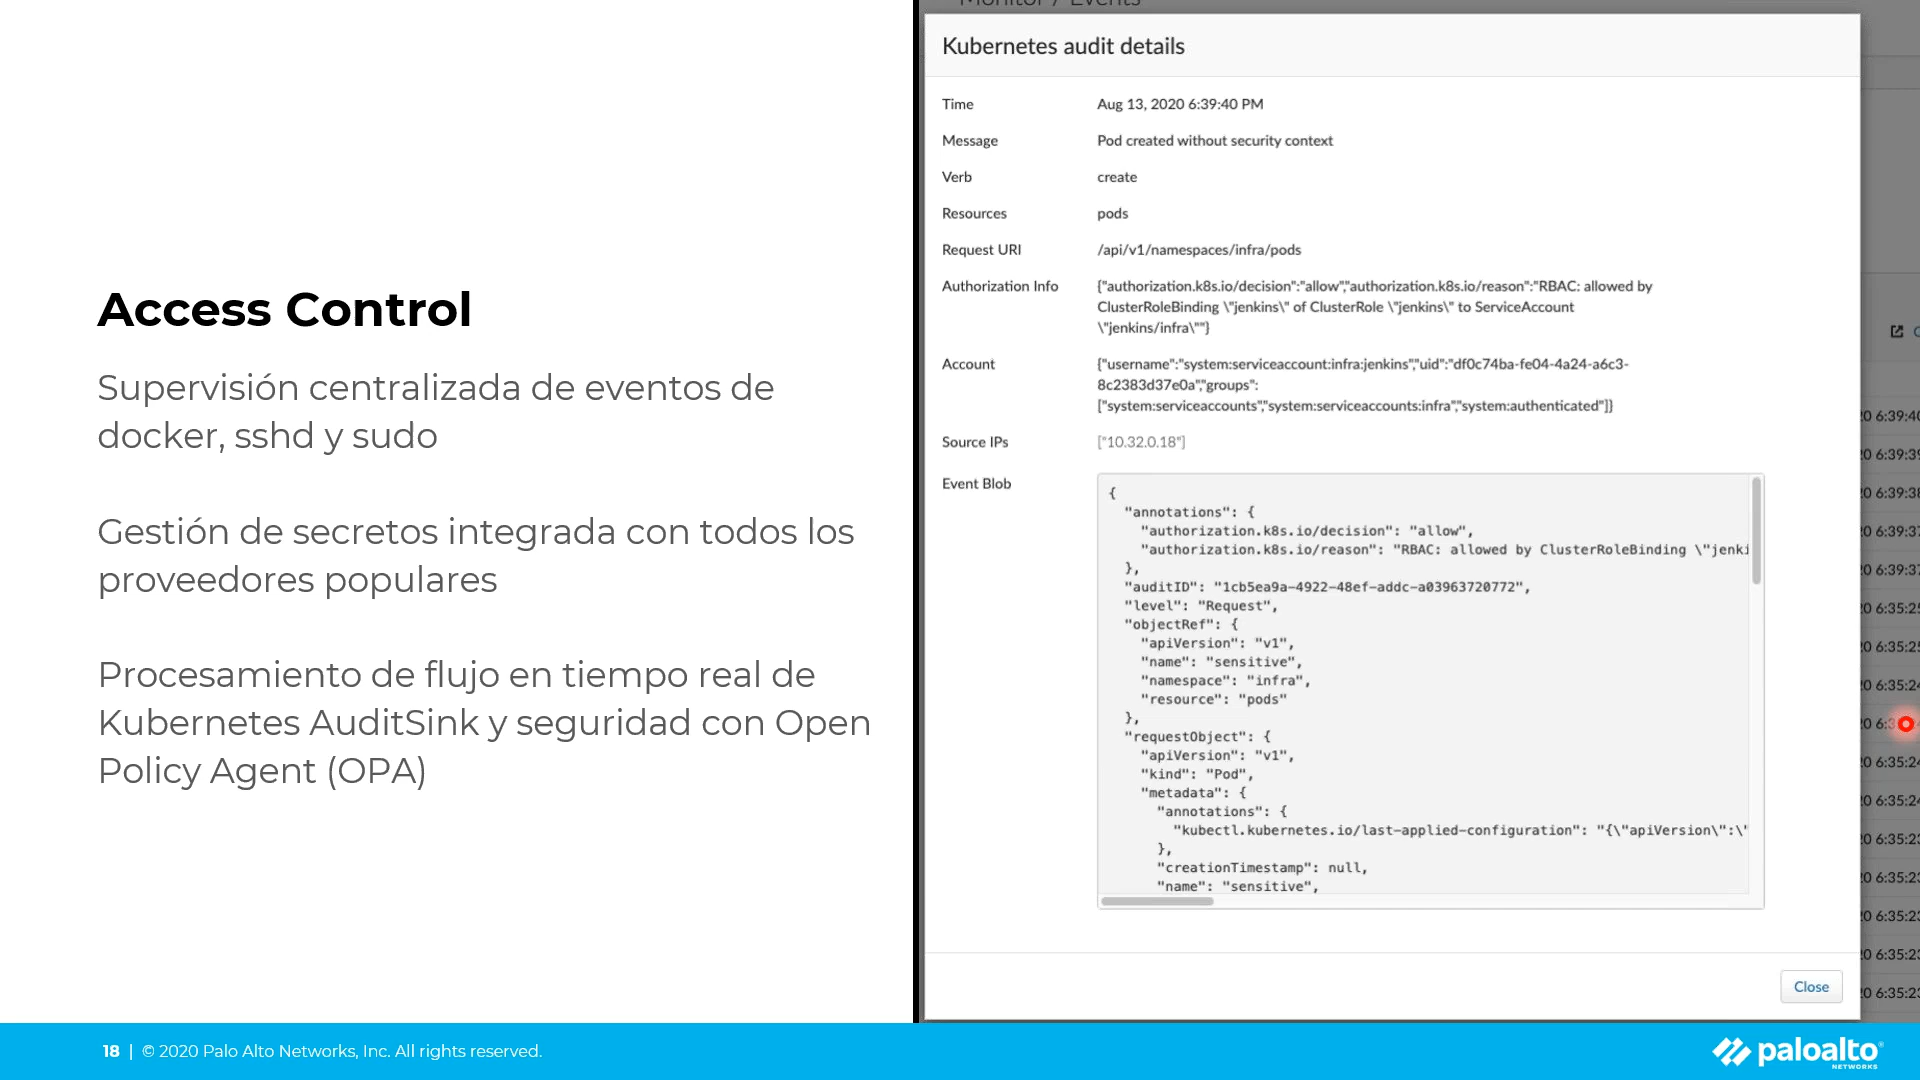 Access Control
Supervisión centralizada de eventos de
docker, sshd y sudo
Gestión de secretos integrada con todos los
proveedores populares
Procesamiento de flujo en tiempo real de
Kubernetes AuditSink y seguridad con Open
Policy Agent (OPA)
Monitor / Events
Kubernetes audit details
Time Aug 13, 2020 6:39:40 PM
Message Pod created without security context
Verb create
Resources pods
Request URI /api/v1/namespaces/infra/pods
Authorization Info {"authorization.k8s.io/decision":"allow","authorization.k8s.io/reason":"RBAC: allowed by
ClusterRoleBinding \"jenkins\" of ClusterRole \"jenkins\" to ServiceAccount
\"jenkins/infra\""}
Account {"username":"system:serviceaccount:infra:jenkins","uid":"df0c74ba-fe04-4a24-a6c3-
8c2383d37e0a","groups":
["system:serviceaccounts","system:serviceaccounts:infra","system:authenticated"]}
Source IPs ["10.32.0.18"]
Event Blob
{
"annotations": {
"authorization.k8s.io/decision": "allow",
"authorization.k8s.io/reason": "RBAC: allowed by ClusterRoleBinding \"jenki
},
"auditID": "1cb5ea9a-4922-48ef-addc-a03963720772",
"level": "Request",
"objectRef": {
"apiVersion": "v1",
"name": "sensitive",
"namespace": "infra",
"resource": "pods"
},
"requestObject": {
"apiVersion": "v1",
"kind": "Pod",
"metadata": {
"annotations": {
"kubectl.kubernetes.io/last-applied-configuration": "{\"apiVersion\":\"
},
"creationTimestamp": null,
"name": "sensitive",
Close
18 | © 2020 Palo Alto Networks, Inc. All rights reserved.
paloalto
NETWORKS